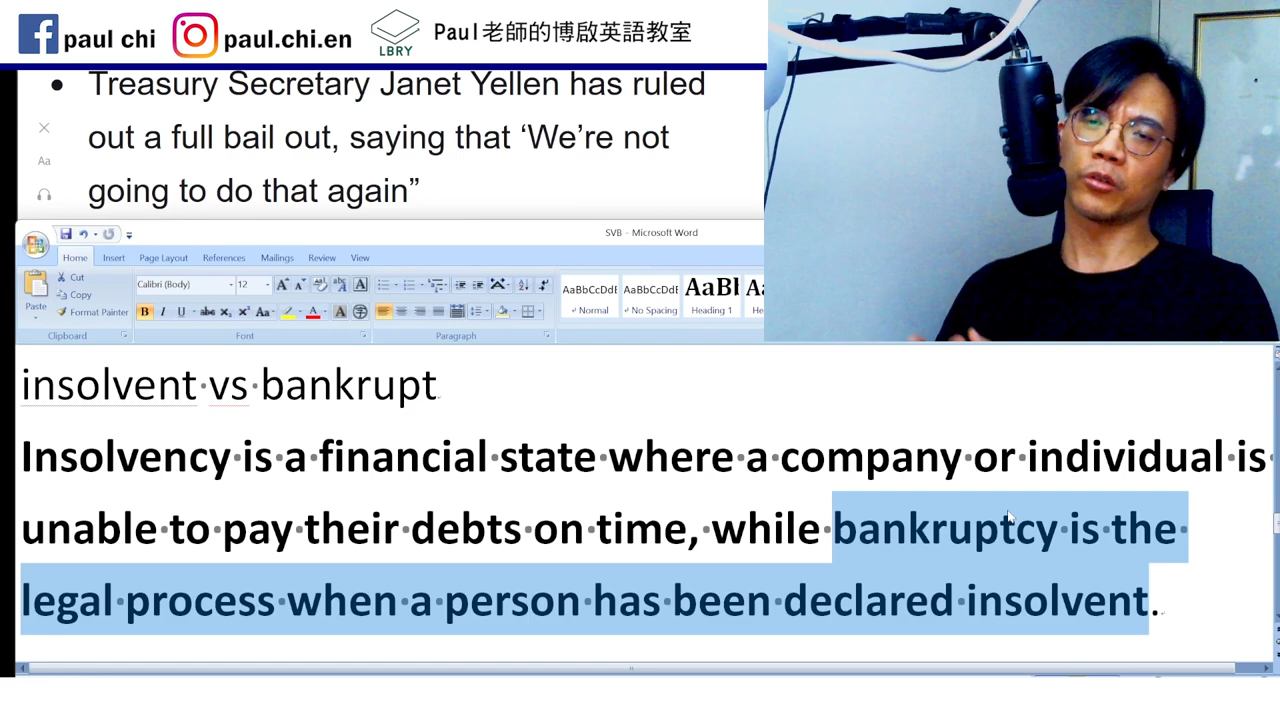 paul chi paul.chi.en LBRY Paul老師的博啟英語教室
• Treasury Secretary Janet Yellen has ruled
out a full bail out, saying that ‘We’re not
going to do that again”
Aa
SVB - Microsoft Word
Home Insert Page Layout References Mailings Review View
Cut
Copy
Format Painter
Paste
Calibri (Body) 12
AaBbCcDdE AaBbCcDdE AaBl
Normal No Spacing Heading 1
Clipboard Font Paragraph
insolvent vs bankrupt
Insolvency is a financial state where a company or individual is
unable to pay their debts on time, while bankruptcy is the
legal process when a person has been declared insolvent.